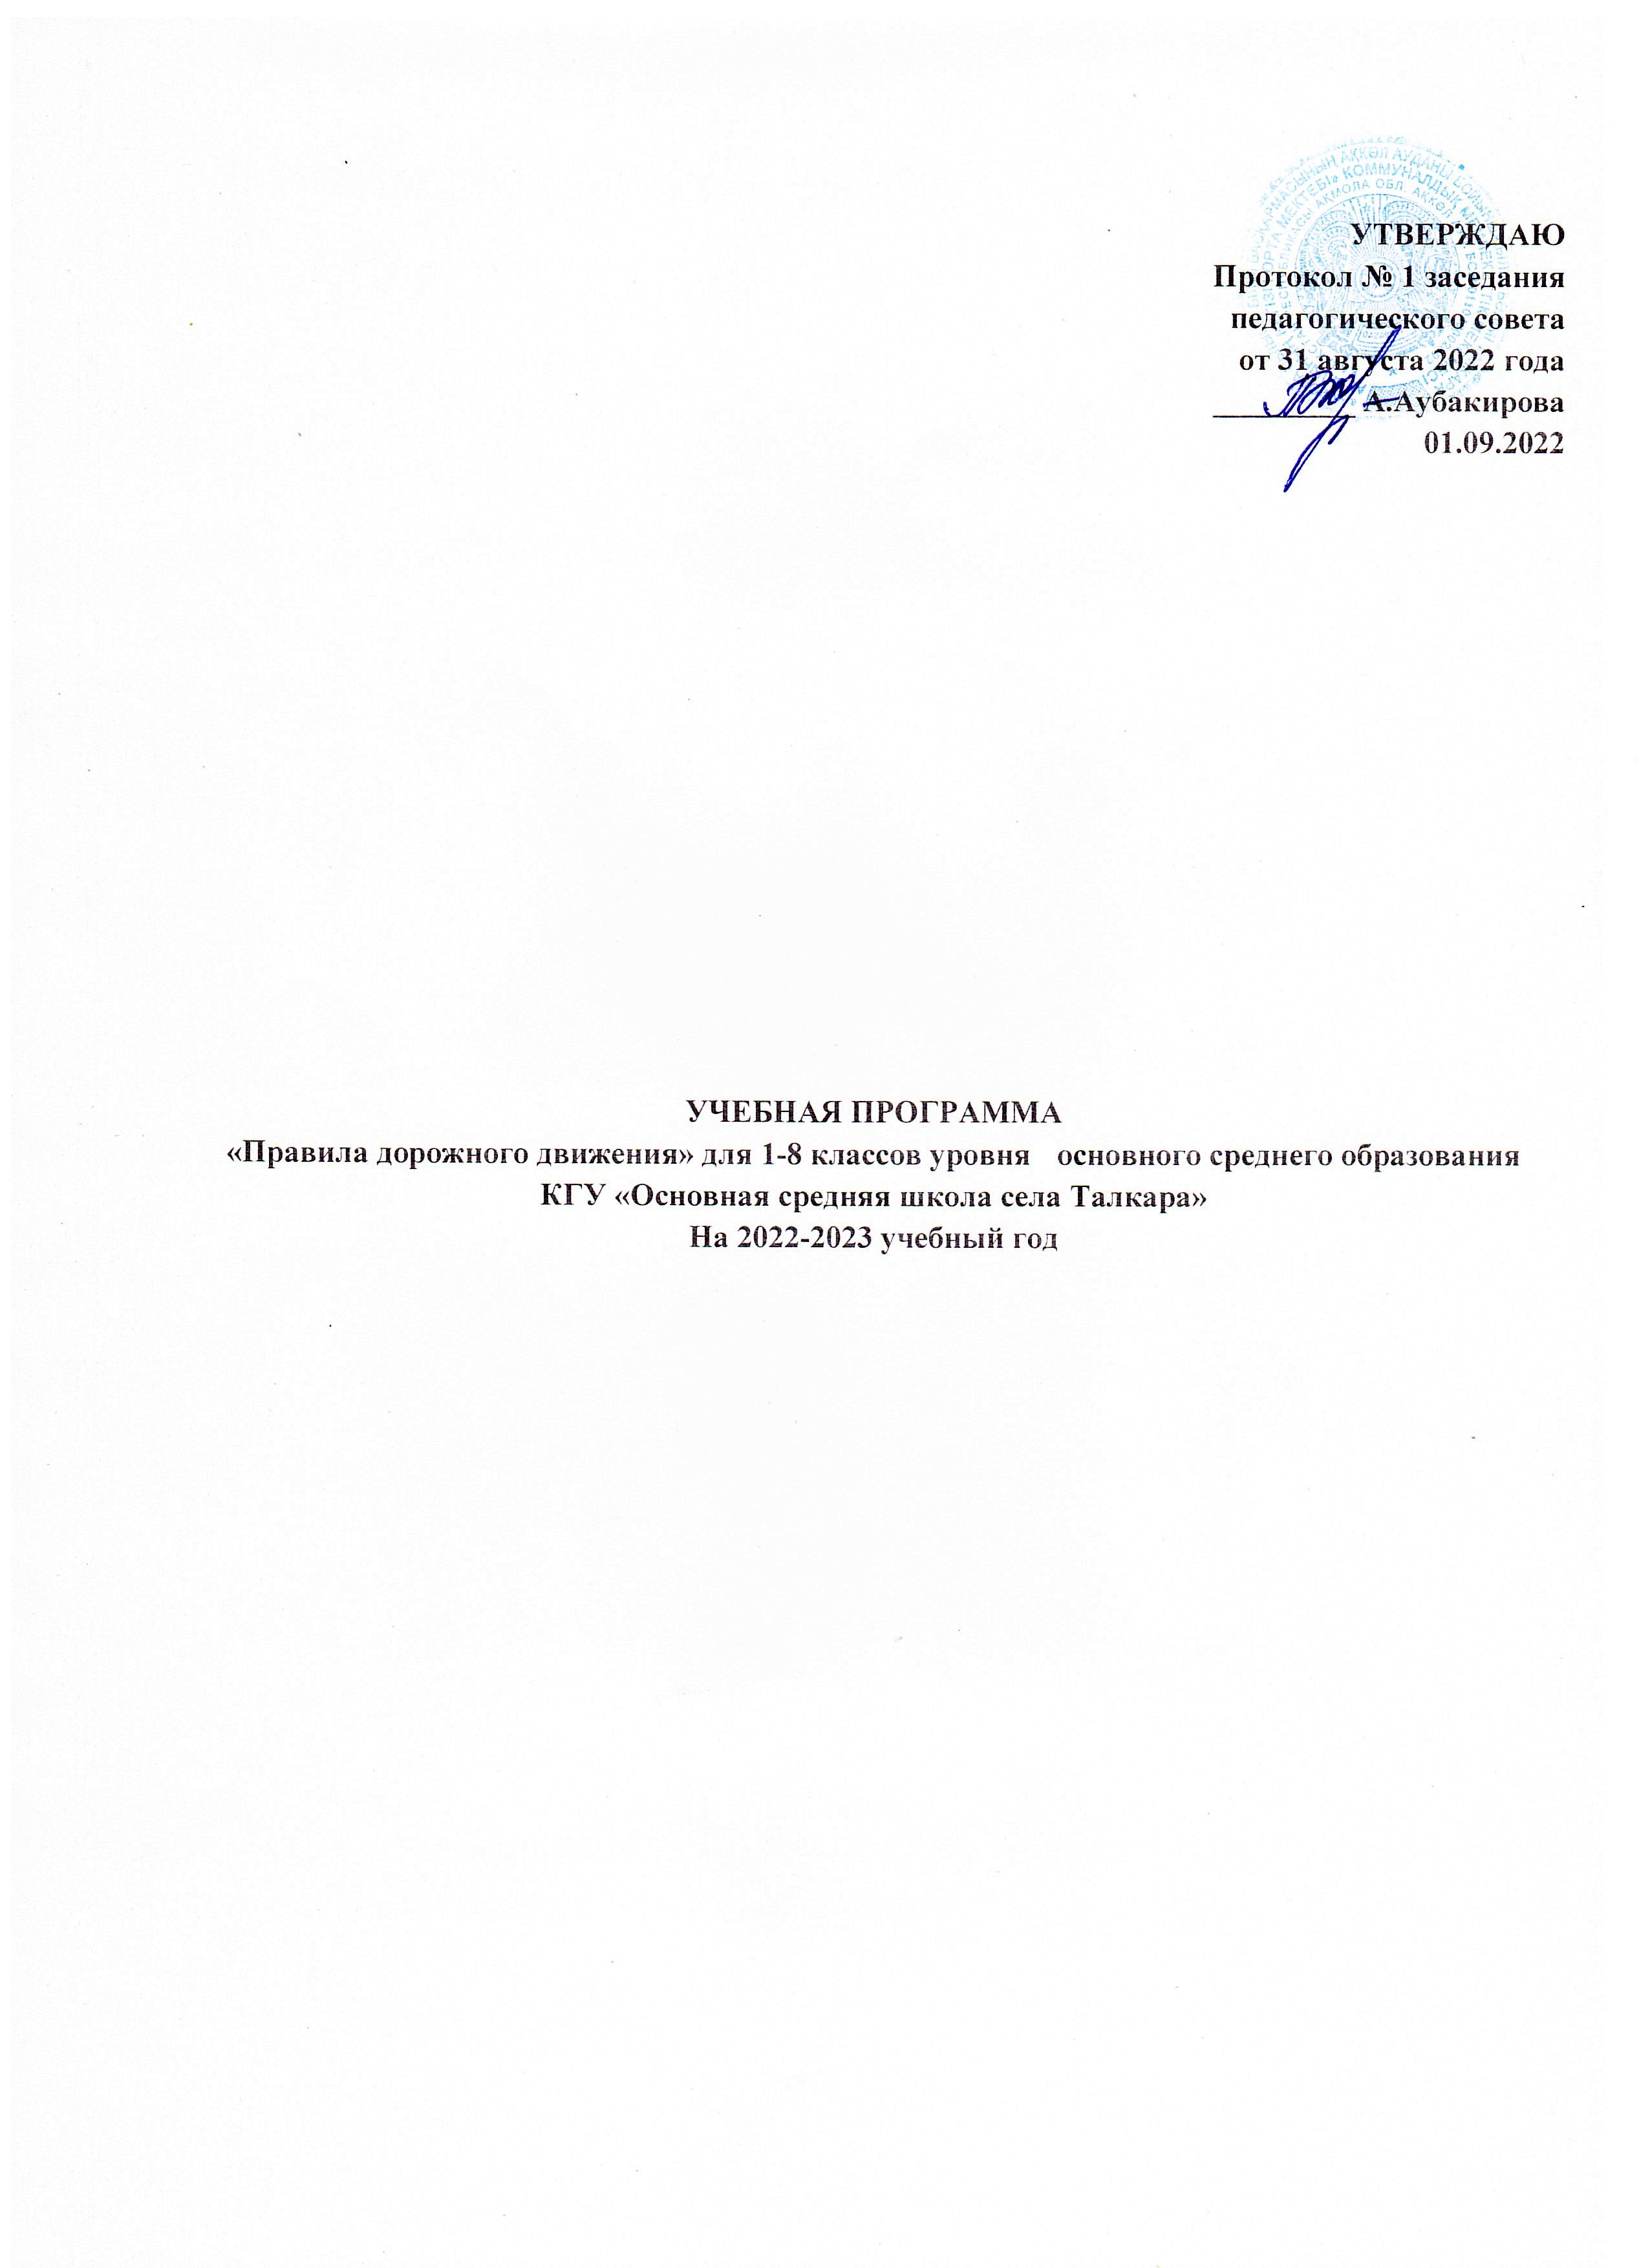 УТВЕРЖДАЮ
Протокол № 1 заседания
педагогического совета
от 31 августа 2022 года
__________ А.Аубакирова
01.09.2022
УЧЕБНАЯ ПРОГРАММА
«Правила дорожного движения» для 1-8 классов уровня основного среднего образования
КГУ «Основная средняя школа села Талкара»
На 2022-2023 учебный год